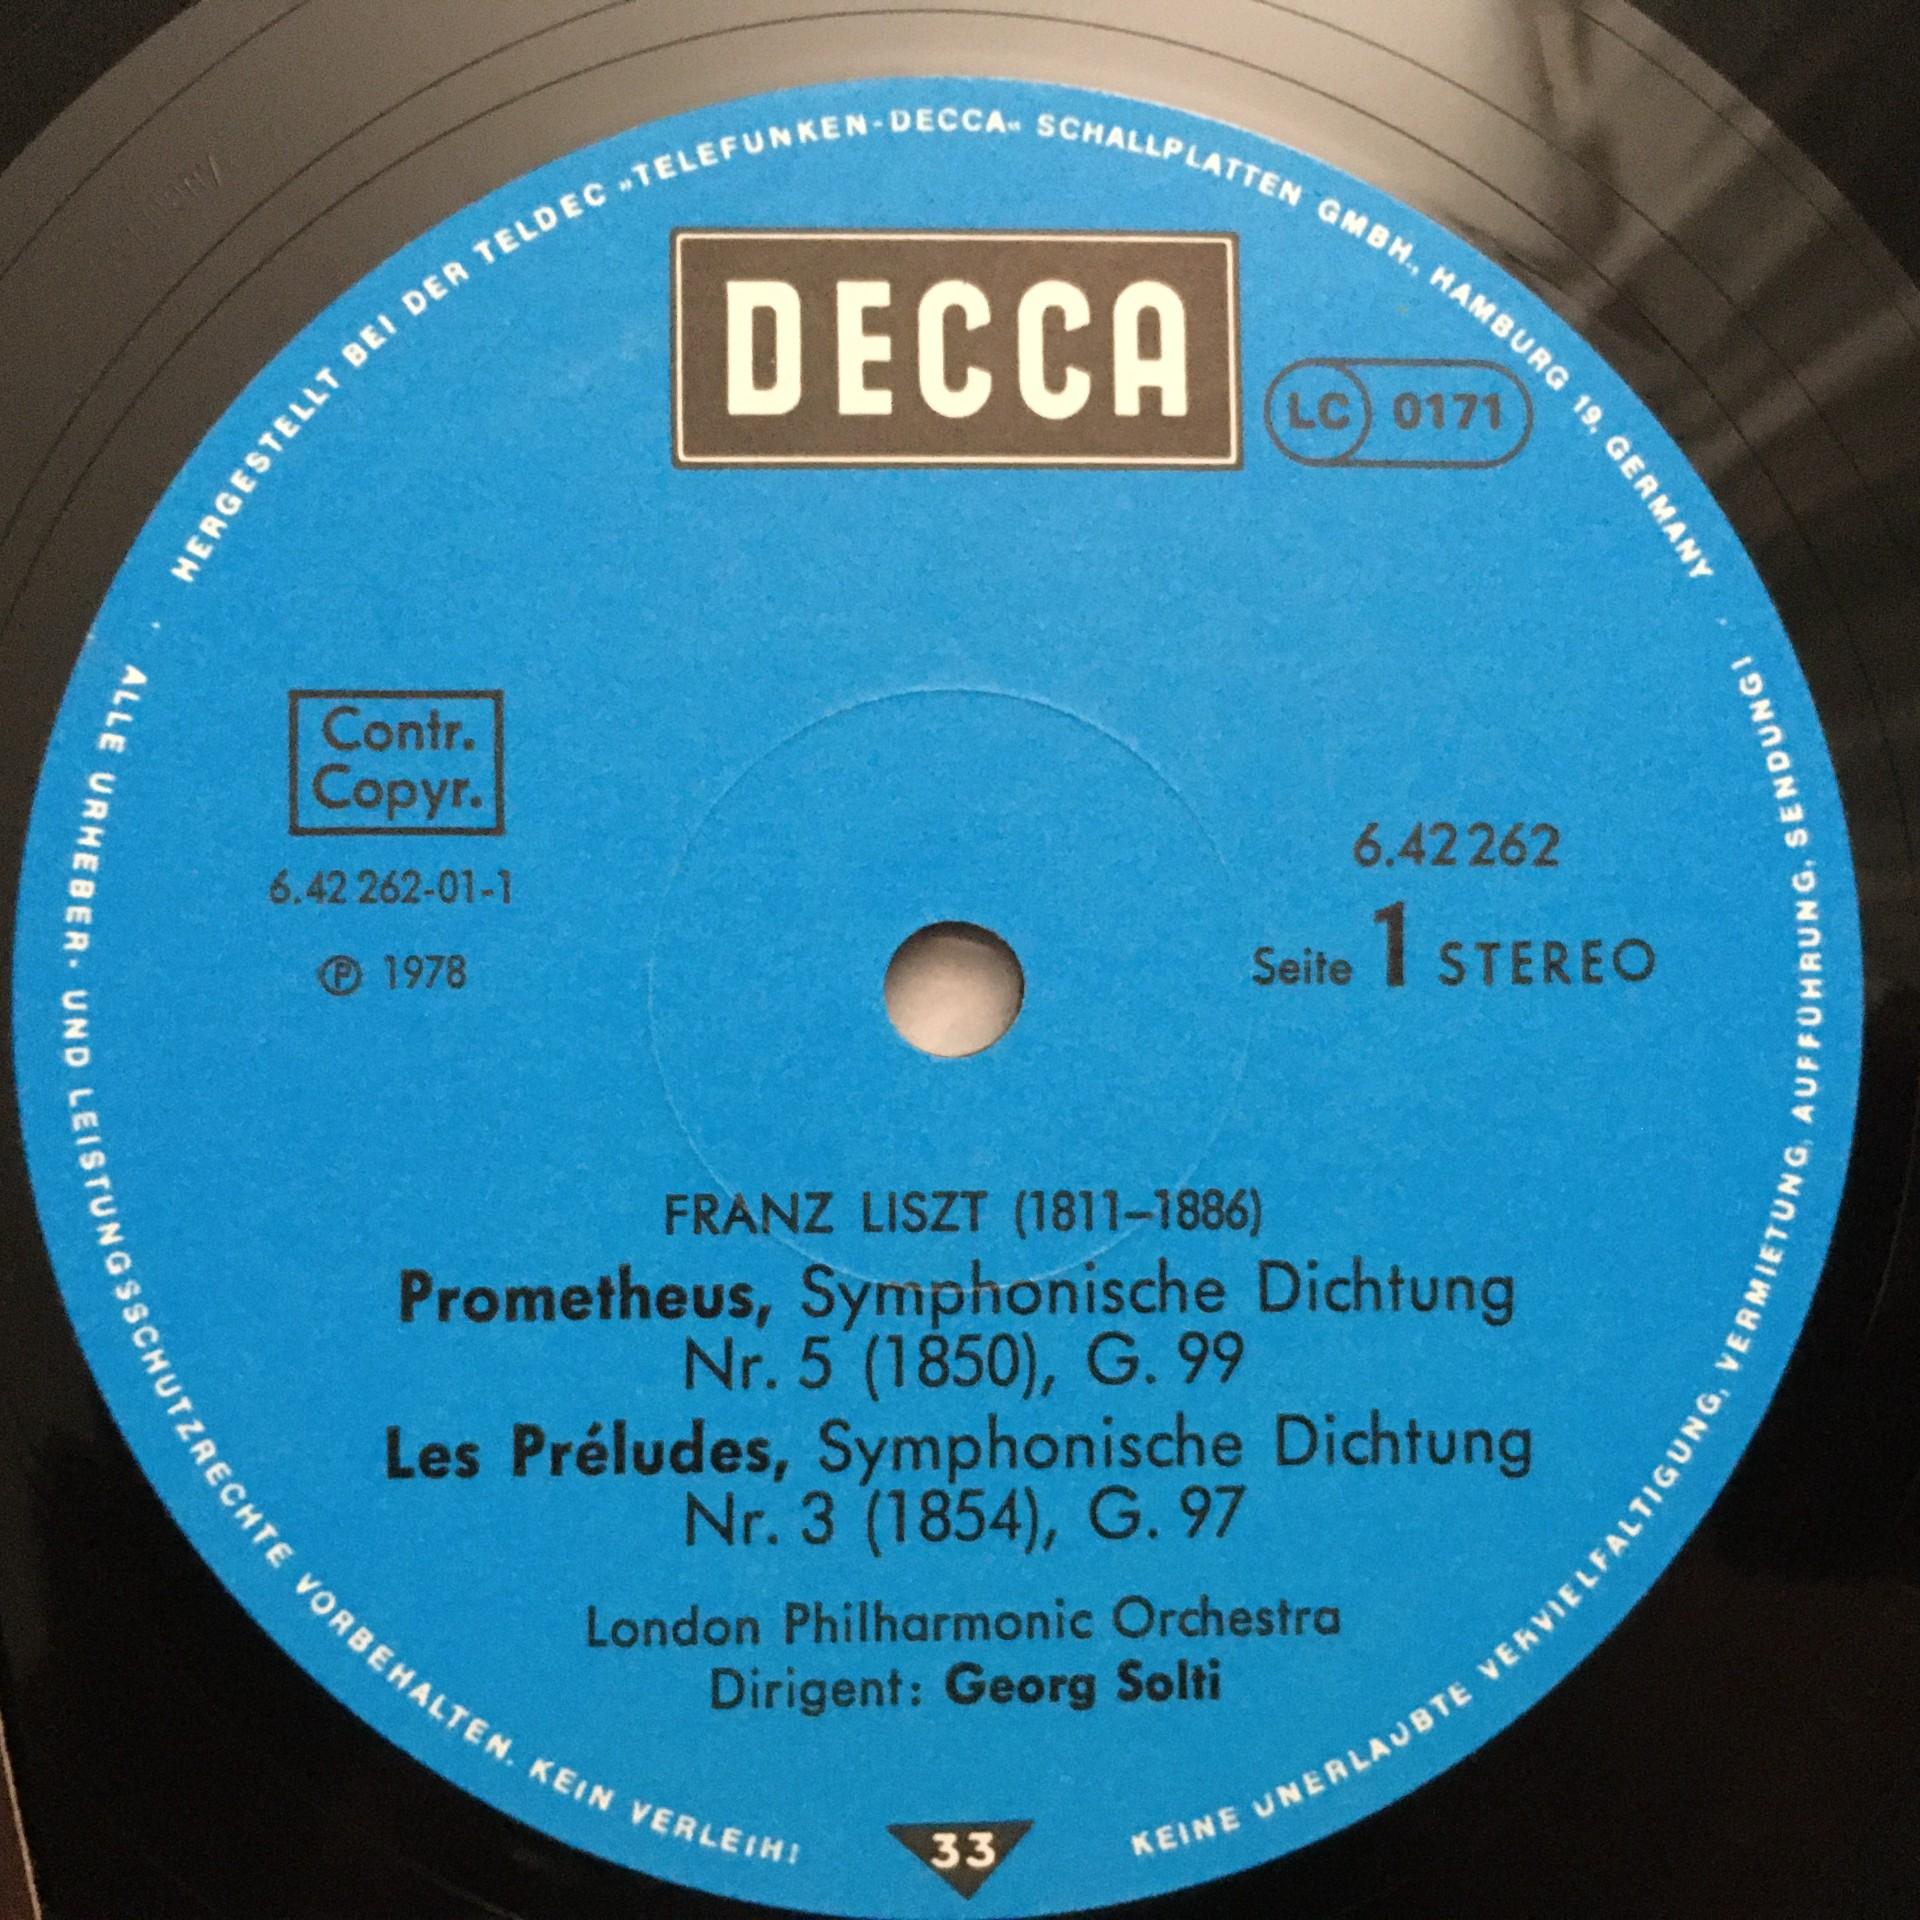 HERGESTELLT BEI DER TELDEC »TELEFUNKEN-DECCA« SCHALLPLATTEN GMBH., HAMBURG 19, GERMANY
DECCA
LC 0171
Contr.
Copyr.
6.42 262-01-1
Ⓟ 1978
6.42 262
Seite 1 STEREO
FRANZ LISZT (1811–1886)
Prometheus, Symphonische Dichtung
Nr. 5 (1850), G. 99
Les Préludes, Symphonische Dichtung
Nr. 3 (1854), G. 97
London Philharmonic Orchestra
Dirigent: Georg Solti
33
ALLE URHEBER- UND LEISTUNGSSCHUTZRECHTE VORBEHALTEN. KEIN VERLEIH!
KEINE UNERLAUBTE VERVIELFALTIGUNG, VERMIETUNG, AUFFUHRUNG, SENDUNG!